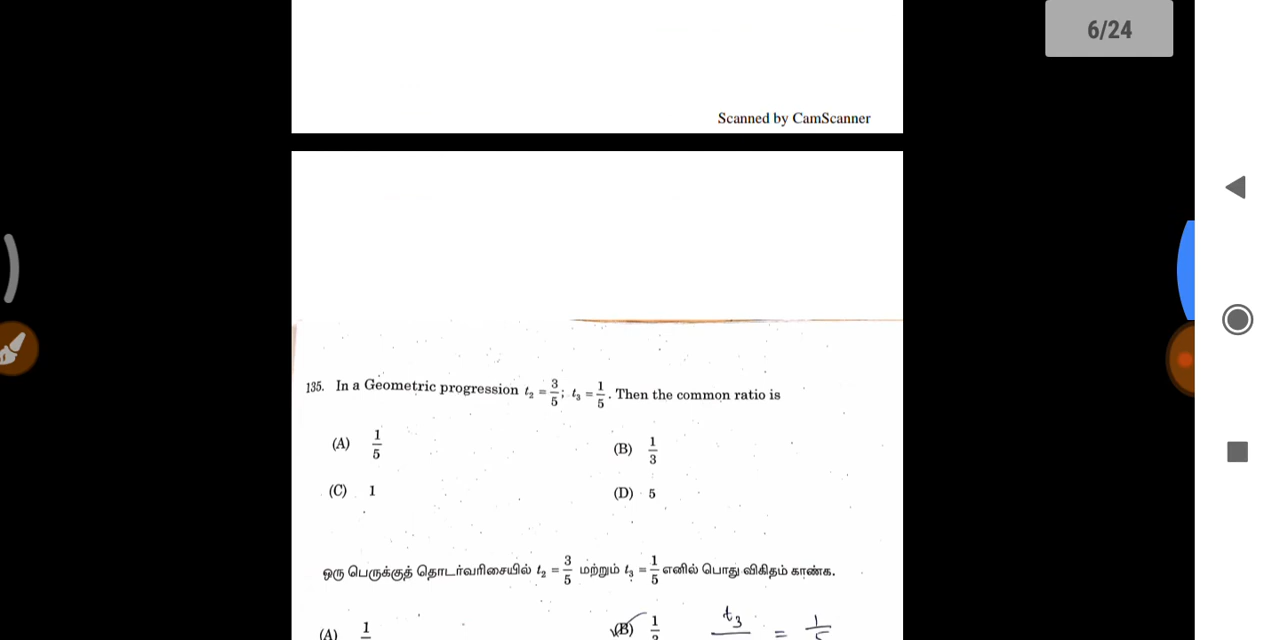 6/24
Scanned by CamScanner
135. In a Geometric progression t₂ = 3/5; t₃ = 1/5. Then the common ratio is
(A) 1/5 (B) 1/3
(C) 1 (D) 5
ஒரு பெருக்குத் தொடர்வரிசையில் t₂ = 3/5 மற்றும் t₃ = 1/5 எனில் பொது விகிதம் காண்க.
(A) 1 (B) 1 t₃ = 1